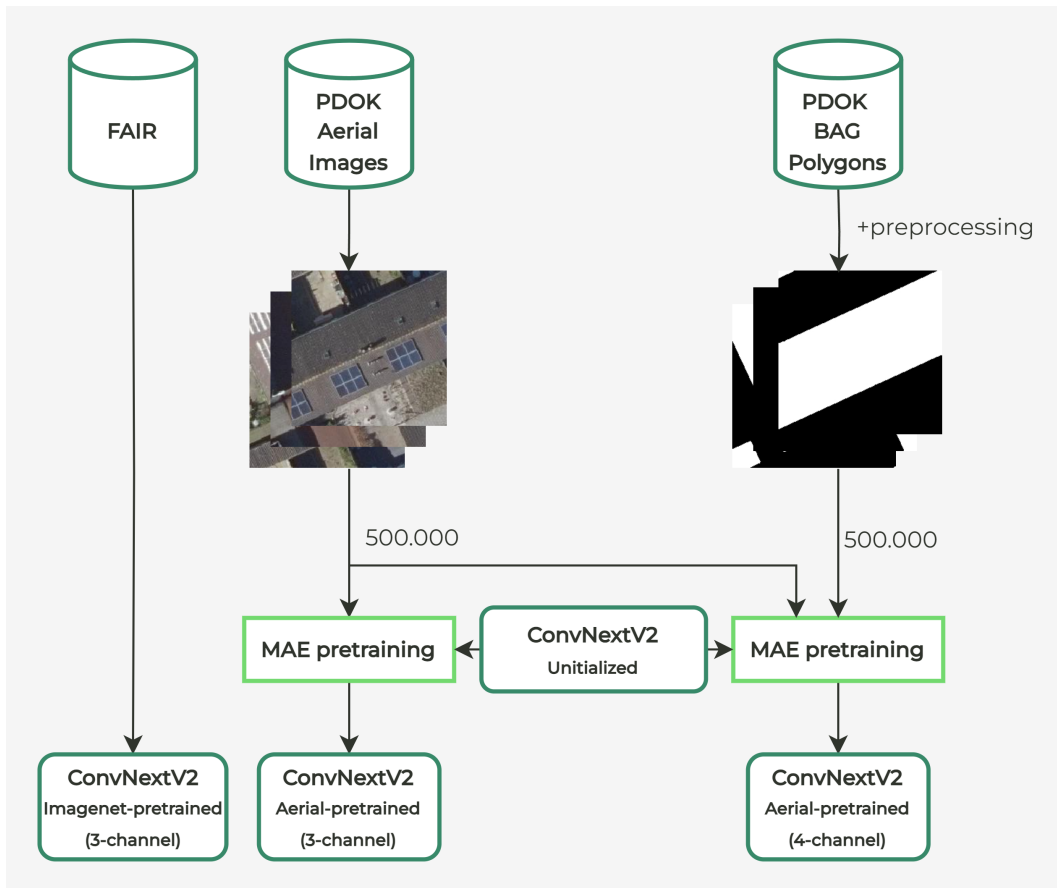 FAIR
PDOK
Aerial
Images
PDOK
BAG
Polygons
+preprocessing
500.000
500.000
MAE pretraining
ConvNextV2
Unitialized
MAE pretraining
ConvNextV2
Imagenet-pretrained
(3-channel)
ConvNextV2
Aerial-pretrained
(3-channel)
ConvNextV2
Aerial-pretrained
(4-channel)